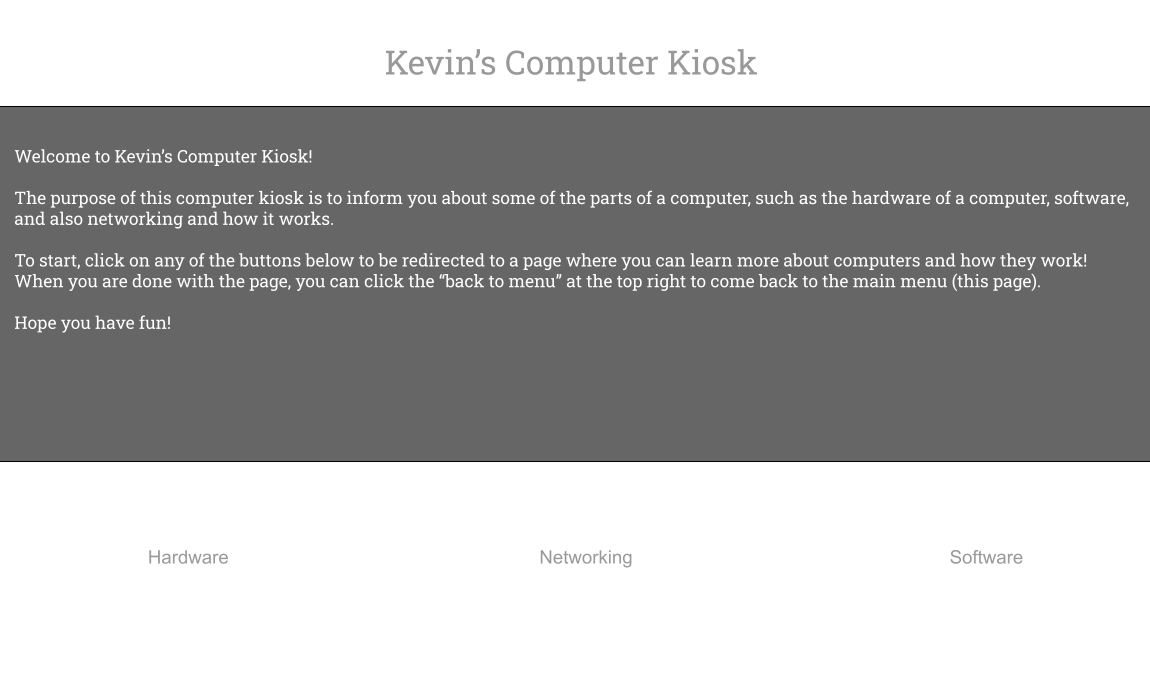 Kevin’s Computer Kiosk
Welcome to Kevin’s Computer Kiosk!
The purpose of this computer kiosk is to inform you about some of the parts of a computer, such as the hardware of a computer, software,
and also networking and how it works.
To start, click on any of the buttons below to be redirected to a page where you can learn more about computers and how they work!
When you are done with the page, you can click the “back to menu” at the top right to come back to the main menu (this page).
Hope you have fun!
Hardware
Networking
Software